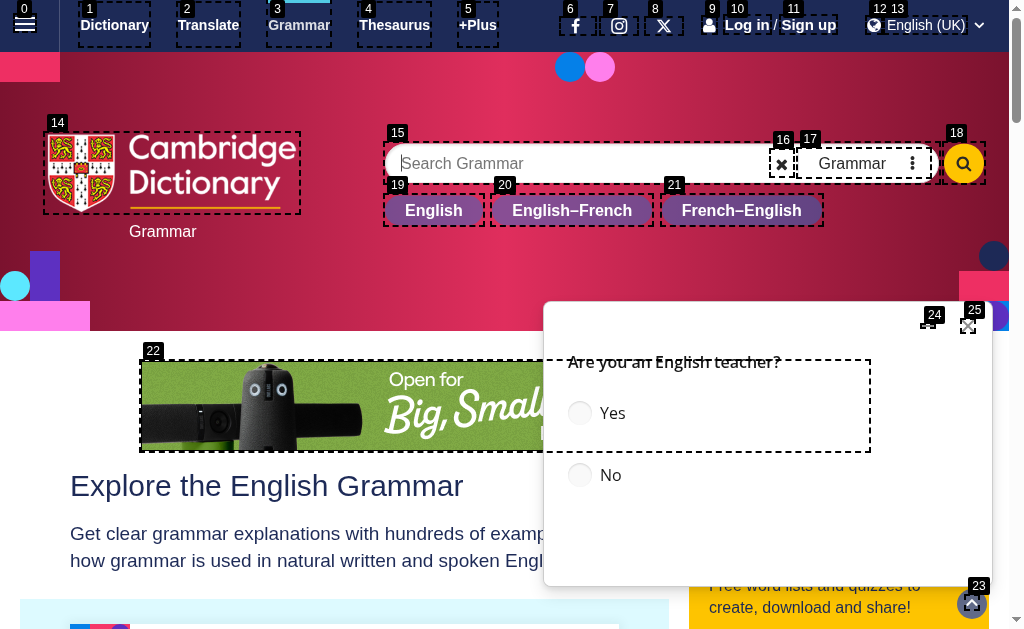 0
1
2
3
4
5
6
7
8
9
10
11
12
13
Dictionary
Translate
Grammar
Thesaurus
+Plus
Log in / Sign up
English (UK)
14
Cambridge
Dictionary
Grammar
15
16
17
18
Search Grammar
Grammar
19
20
21
English
English–French
French–English
22
Open for
Big, Small
24
25
Are you an English teacher?
Yes
No
Explore the English Grammar
Get clear grammar explanations with hundreds of examp
how grammar is used in natural written and spoken Engl
23
Free word lists and quizzes to
create, download and share!